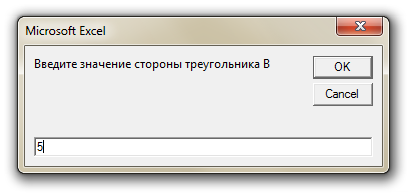 Microsoft Excel
Введите значение стороны треугольника B
OK
Cancel
5